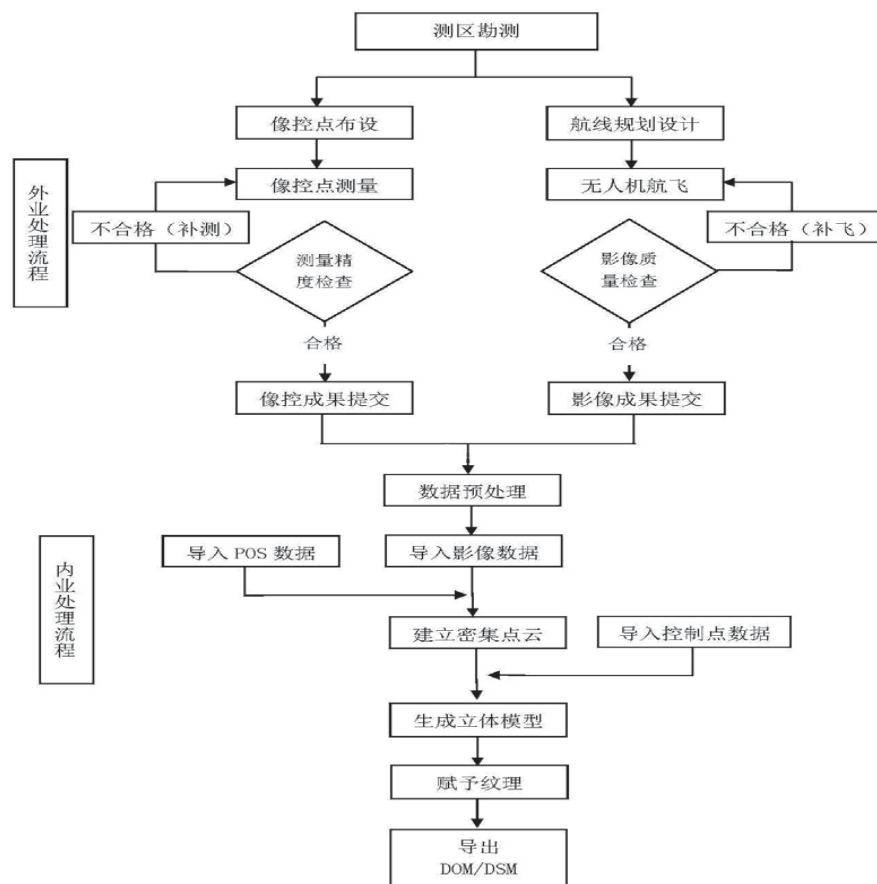 测区勘测
像控点布设
航线规划设计
外业处理流程
像控点测量
无人机航飞
不合格（补测）
不合格（补飞）
测量精
度检查
影像质
量检查
合格
合格
像控成果提交
影像成果提交
数据预处理
内业处理流程
导入 POS 数据
导入影像数据
建立密集点云
导入控制点数据
生成立体模型
赋予纹理
导出
DOM/DSM